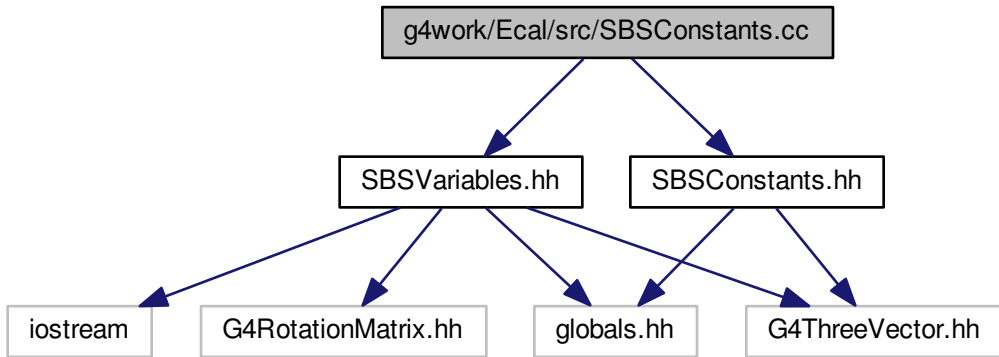 g4work/Ecal/src/SBSConstants.cc
SBSVariables.hh
SBSConstants.hh
iostream
G4RotationMatrix.hh
globals.hh
G4ThreeVector.hh